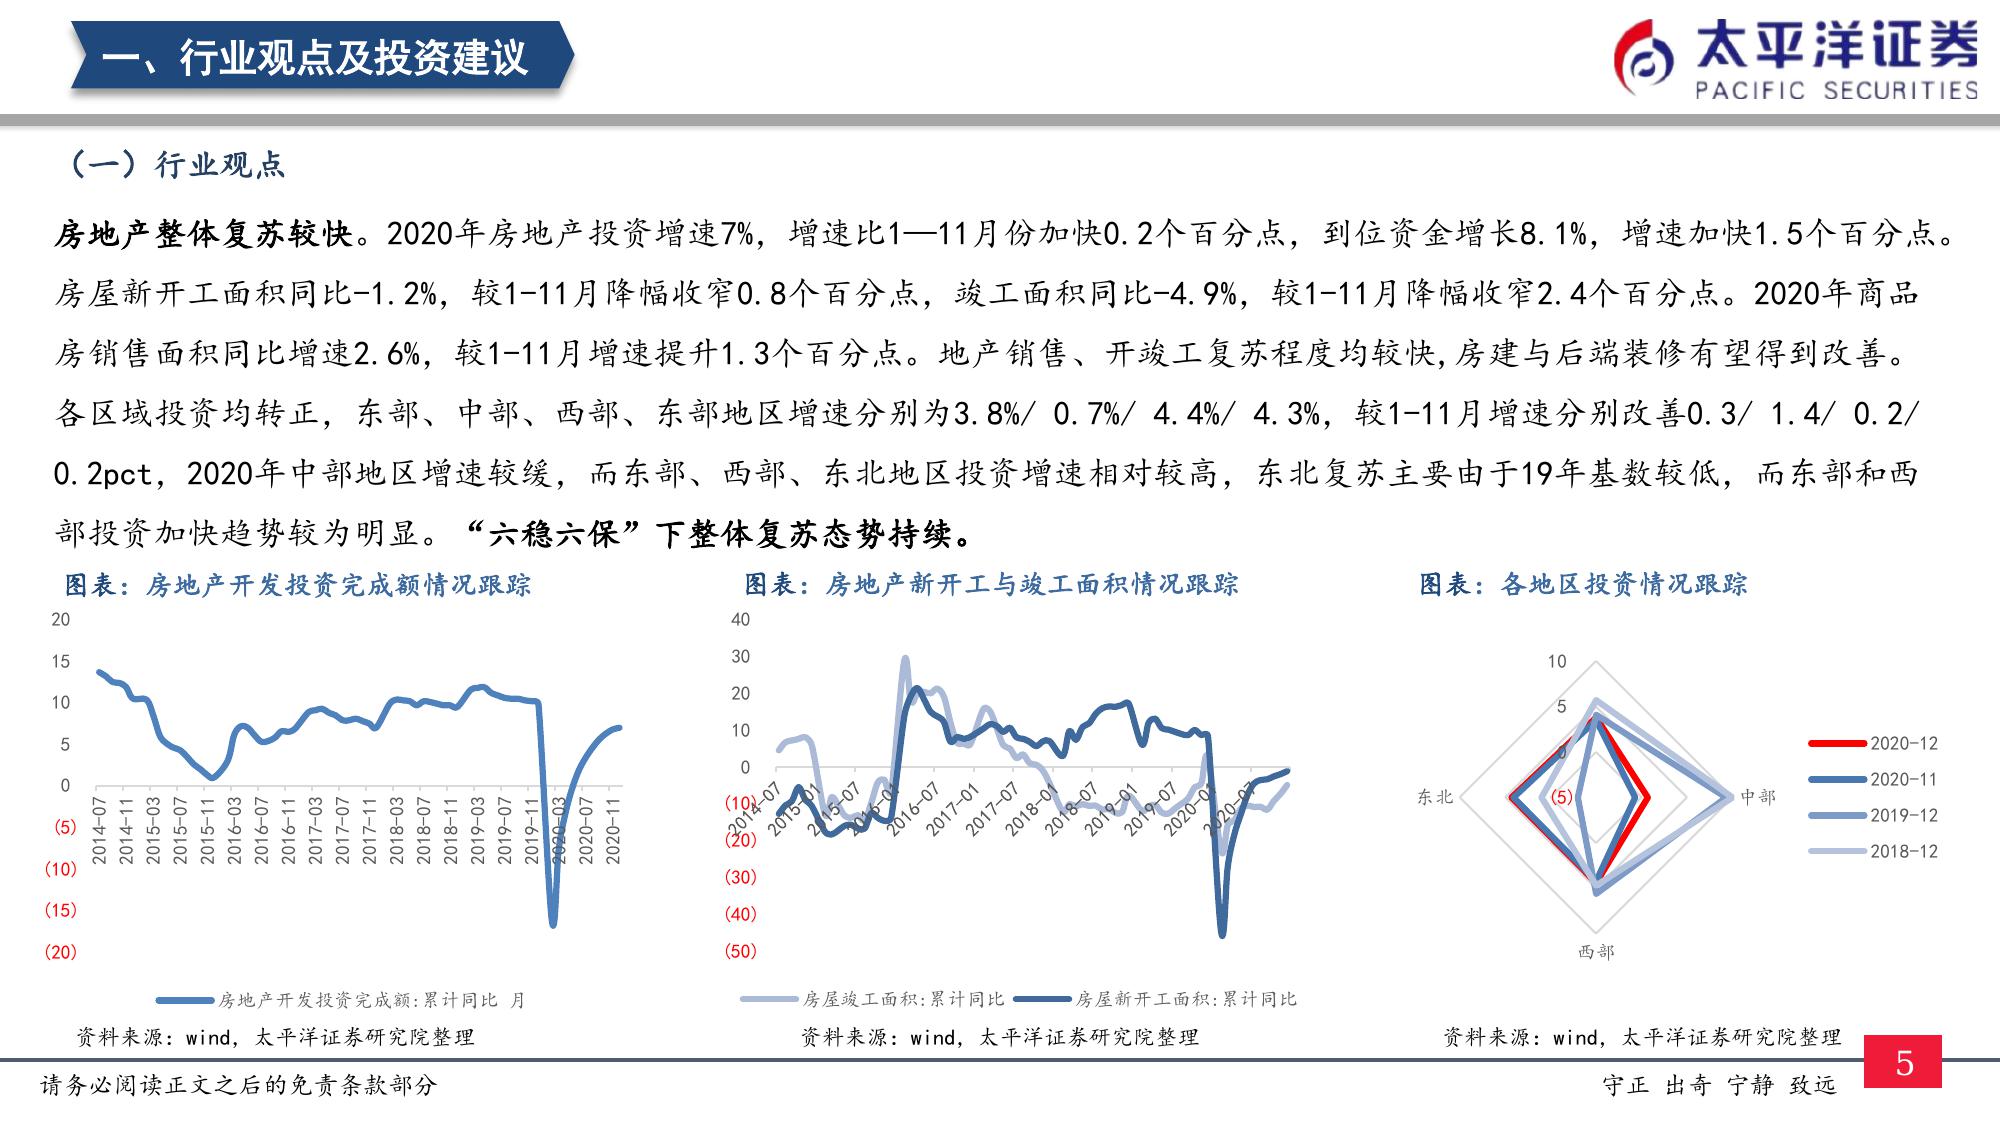 一、行业观点及投资建议
太平洋证券
PACIFIC SECURITIES
（一）行业观点
房地产整体复苏较快。2020年房地产投资增速7%，增速比1—11月份加快0.2个百分点，到位资金增长8.1%，增速加快1.5个百分点。
房屋新开工面积同比-1.2%，较1-11月降幅收窄0.8个百分点，竣工面积同比-4.9%，较1-11月降幅收窄2.4个百分点。2020年商品
房销售面积同比增速2.6%，较1-11月增速提升1.3个百分点。地产销售、开竣工复苏程度均较快,房建与后端装修有望得到改善。
各区域投资均转正，东部、中部、西部、东部地区增速分别为3.8%/ 0.7%/ 4.4%/ 4.3%，较1-11月增速分别改善0.3/ 1.4/ 0.2/
0.2pct，2020年中部地区增速较缓，而东部、西部、东北地区投资增速相对较高，东北复苏主要由于19年基数较低，而东部和西
部投资加快趋势较为明显。“六稳六保”下整体复苏态势持续。
图表：房地产开发投资完成额情况跟踪
20
15
10
5
0
(5)
(10)
(15)
(20)
2014-07
2014-11
2015-03
2015-07
2015-11
2016-03
2016-07
2016-11
2017-03
2017-07
2017-11
2018-03
2018-07
2018-11
2019-03
2019-07
2019-11
2020-03
2020-07
2020-11
房地产开发投资完成额:累计同比 月
资料来源：wind，太平洋证券研究院整理
图表：房地产新开工与竣工面积情况跟踪
40
30
20
10
0
(10)
(20)
(30)
(40)
(50)
2014-07
2015-01
2015-07
2016-01
2016-07
2017-01
2017-07
2018-01
2018-07
2019-01
2019-07
2020-01
2020-07
房屋竣工面积:累计同比
房屋新开工面积:累计同比
资料来源：wind，太平洋证券研究院整理
图表：各地区投资情况跟踪
10
5
0
(5)
东北
中部
西部
2020-12
2020-11
2019-12
2018-12
资料来源：wind，太平洋证券研究院整理
请务必阅读正文之后的免责条款部分
守正 出奇 宁静 致远
5